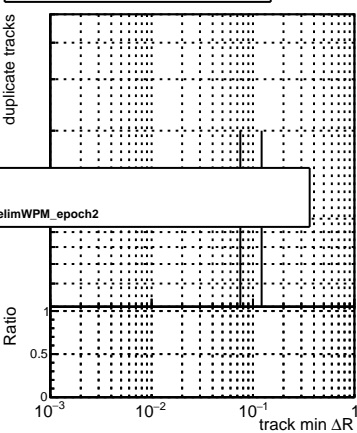 duplicate tracks
elimWPM_epoch2
Ratio
1
0.5
0
10⁻³ 10⁻² 10⁻¹ 1
track min ΔR